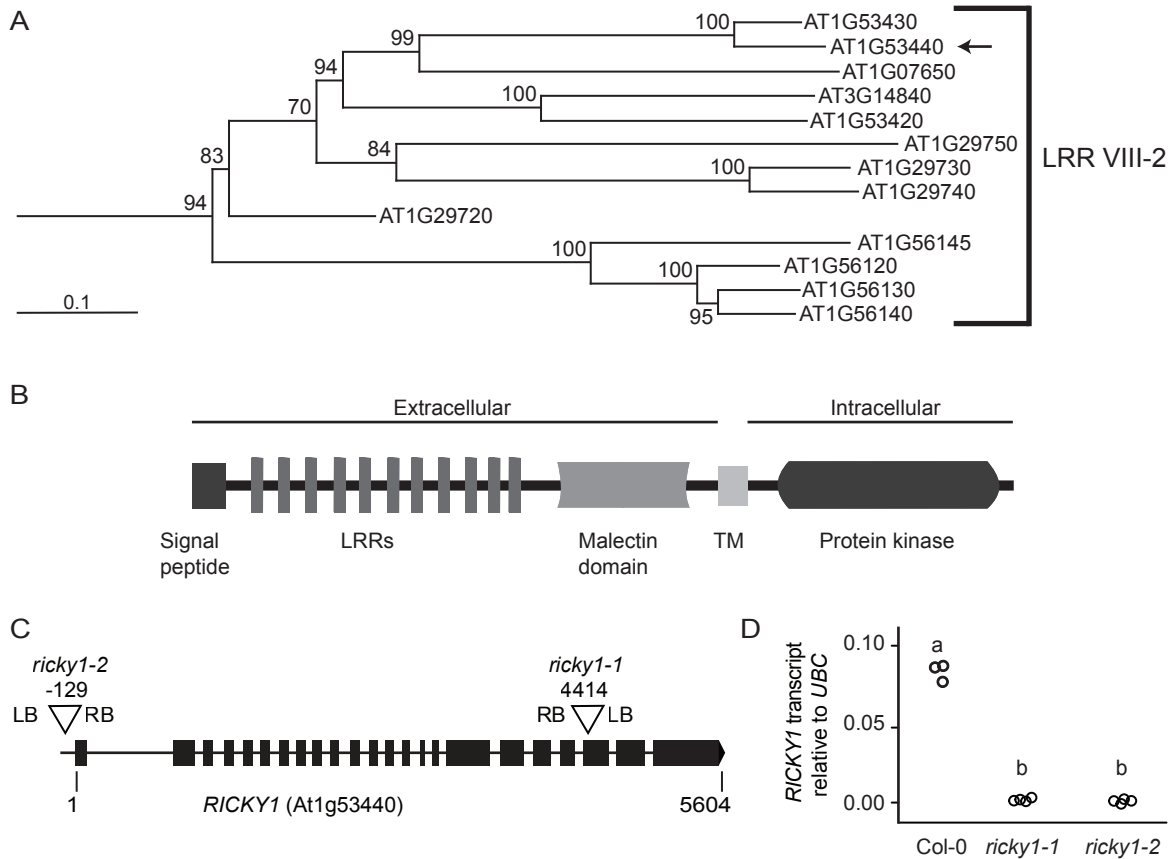 A
100
AT1G53430
99
AT1G53440
94
AT1G07650
100
AT3G14840
70
AT1G53420
84
AT1G29750
83
100
AT1G29730
AT1G29740
94
AT1G29720
LRR VIII-2
100
AT1G56145
100
AT1G56120
AT1G56130
95
AT1G56140
0.1
B
Extracellular
Intracellular
Signal
peptide
LRRs
Malectin
domain
TM
Protein kinase
C
ricky1-2
-129
LB
RB
ricky1-1
4414
RB
LB
1
RICKY1 (At1g53440)
5604
D
RICKY1 transcript
relative to UBC
0.10
0.05
0.00
a
b
b
Col-0
ricky1-1
ricky1-2